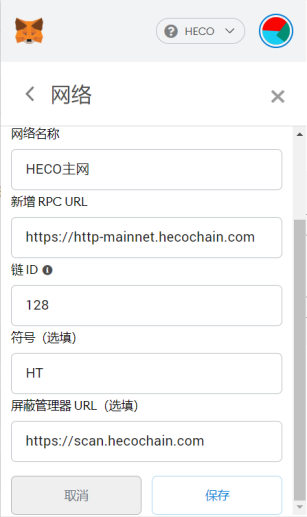 HECO
网络
网络名称
HECO主网
新增 RPC URL
https://http-mainnet.hecochain.com
链 ID
128
符号（选填）
HT
屏蔽管理器 URL（选填）
https://scan.hecochain.com
取消 保存